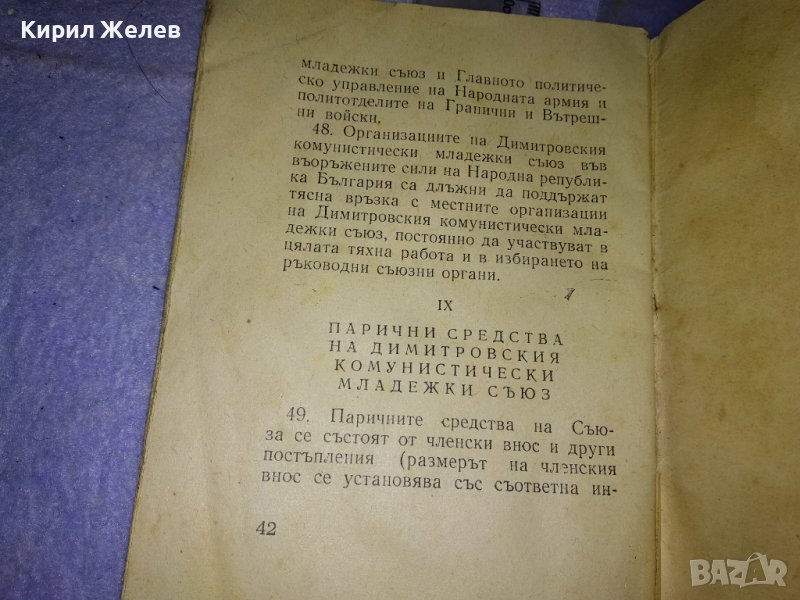 Кирил Желев
младежки съюз и Главното политиче-
ско управление на Народната армия и
политотделите на Гранични и Вътреш-
ни войски.
48. Организациите на Димитровския
комунистически младежки съюз във
въоръжените сили на Народна републи-
ка България са длъжни да поддържат
тясна връзка с местните организации
на Димитровския комунистически мла-
дежки съюз, постоянно да участвуват в
цялата тяхна работа и в избирането на
ръководни съюзни органи.
IX
ПАРИЧНИ СРЕДСТВА
НА ДИМИТРОВСКИЯ
КОМУНИСТИЧЕСКИ
МЛАДЕЖКИ СЪЮЗ
49. Паричните средства на Съю-
за се състоят от членски внос и други
постъпления (размерът на членския
внос се установява със съответна ин-
42
BAZAR